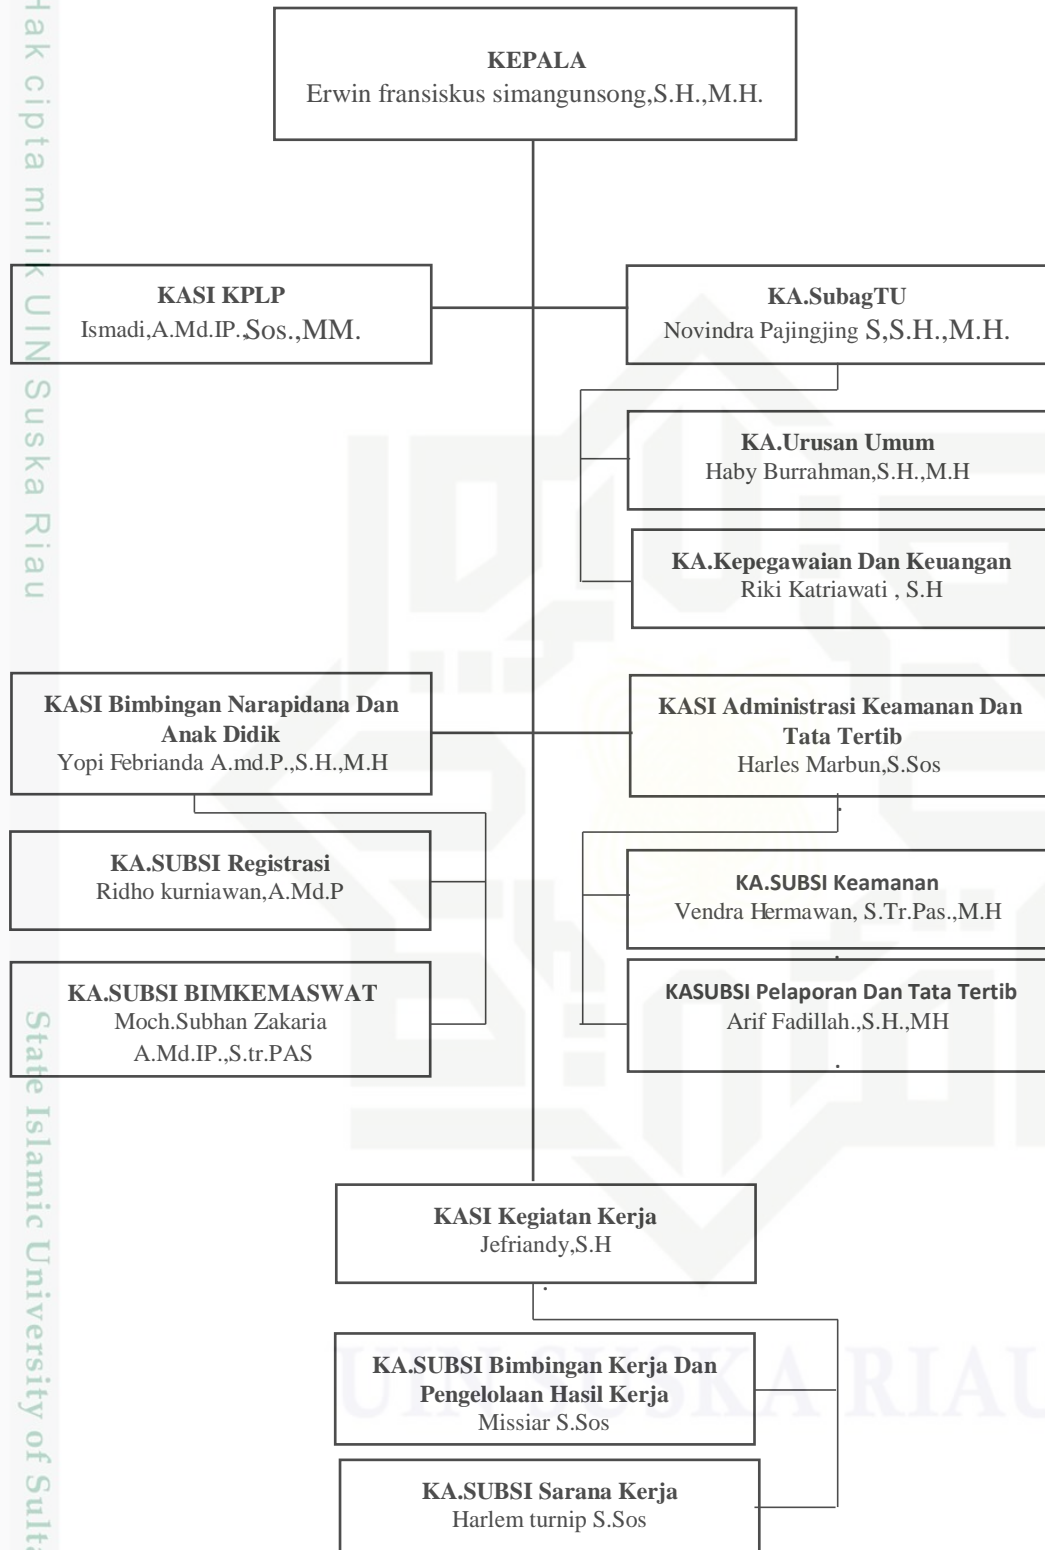 Hak cipta milik UIN Suska Riau
State Islamic University of Sulta
KEPALA
Erwin fransiskus simangunsong,S.H.,M.H.
KASI KPLP
Ismadi,A.Md.IP.,Sos.,MM.
KA.SubagTU
Novindra Pajingjing S,S.H.,M.H.
KA.Urusan Umum
Haby Burrahman,S.H.,M.H
KA.Kepegawaian Dan Keuangan
Riki Katriawati , S.H
KASI Bimbingan Narapidana Dan
Anak Didik
Yopi Febrianda A.md.P.,S.H.,M.H
KASI Administrasi Keamanan Dan
Tata Tertib
Harles Marbun,S.Sos
.
KA.SUBSI Registrasi
Ridho kurniawan,A.Md.P
KA.SUBSI Keamanan
Vendra Hermawan, S.Tr.Pas.,M.H
.
KA.SUBSI BIMKEMASWAT
Moch.Subhan Zakaria
A.Md.IP.,S.tr.PAS
KASUBSI Pelaporan Dan Tata Tertib
Arif Fadillah.,S.H.,MH
.
KASI Kegiatan Kerja
Jefriandy,S.H
.
KA.SUBSI Bimbingan Kerja Dan
Pengelolaan Hasil Kerja
Missiar S.Sos
KA.SUBSI Sarana Kerja
Harlem turnip S.Sos
UIN SUSKA RIAU